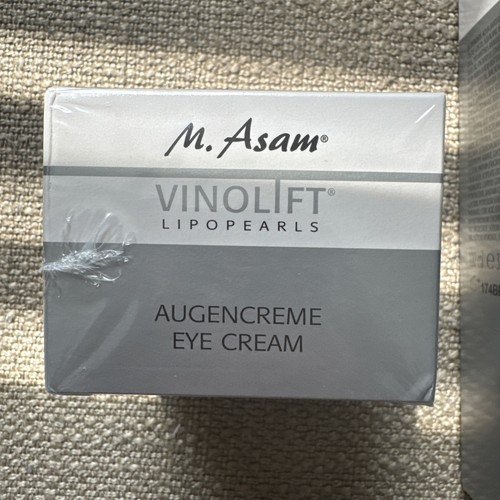 M. Asam®
VINOLIFT®
LIPOPEARLS
AUGENCREME
EYE CREAM